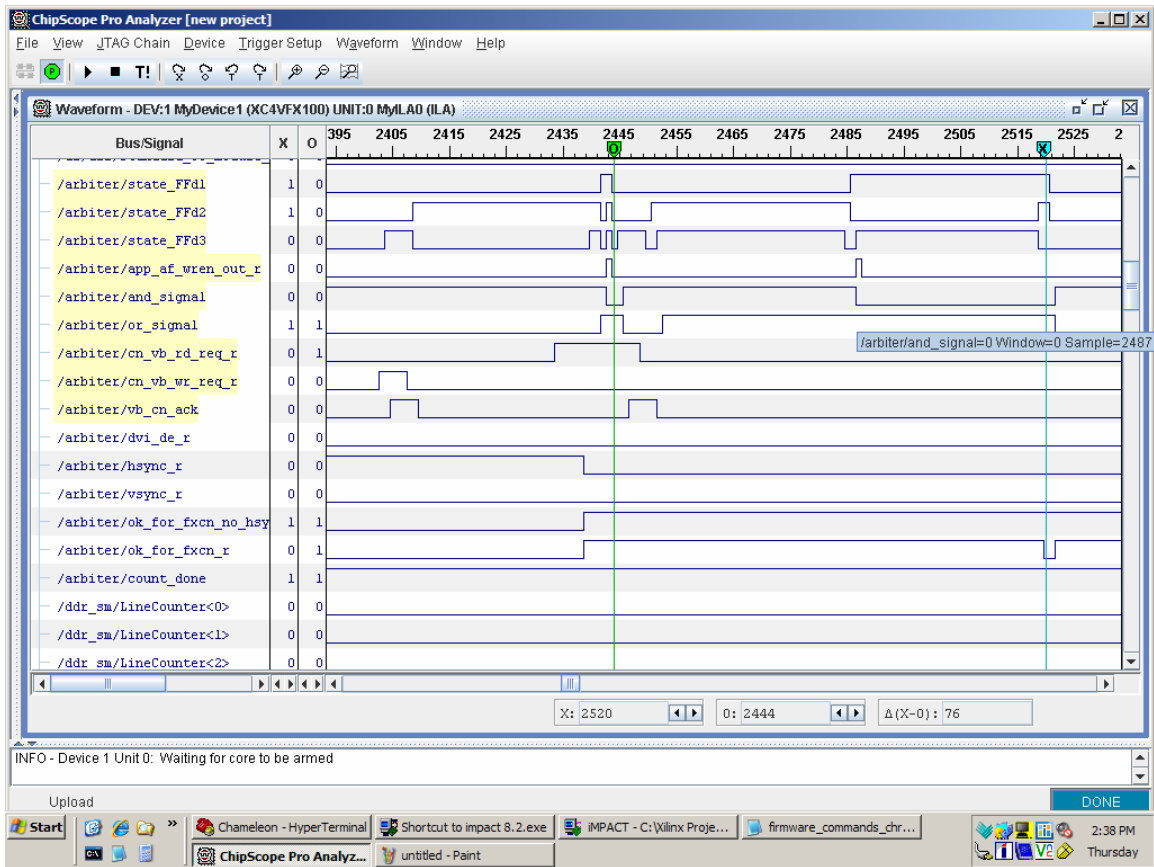 ChipScope Pro Analyzer [new project]
File View JTAG Chain Device Trigger Setup Waveform Window Help
P T!
Waveform - DEV:1 MyDevice1 (XC4VFX100) UNIT:0 MyILA0 (ILA)
Bus/Signal X O 395 2405 2415 2425 2435 2445 2455 2465 2475 2485 2495 2505 2515 2525 2
O X
/arbiter/state_FFd1 1 0
/arbiter/state_FFd2 1 0
/arbiter/state_FFd3 0 0
/arbiter/app_af_wren_out_r 0 0
/arbiter/and_signal 0 0
/arbiter/or_signal 1 1
/arbiter/and_signal=0 Window=0 Sample=2487
/arbiter/cn_vb_rd_req_r 0 1
/arbiter/cn_vb_wr_req_r 0 0
/arbiter/vb_cn_ack 0 0
/arbiter/dvi_de_r 0 0
/arbiter/hsync_r 0 0
/arbiter/vsync_r 0 0
/arbiter/ok_for_fxcn_no_hsy 1 1
/arbiter/ok_for_fxcn_r 0 1
/arbiter/count_done 1 1
/ddr_sm/LineCounter<0> 0 0
/ddr_sm/LineCounter<1> 0 0
/ddr_sm/LineCounter<2> 0 0
X: 2520 O: 2444 Δ(X-O): 76
INFO - Device 1 Unit 0: Waiting for core to be armed
Upload DONE
Start » Chameleon - HyperTerminal Shortcut to impact 8.2.exe iMPACT - C:\Xilinx Proje... firmware_commands_chr... 2:38 PM
ChipScope Pro Analyz... untitled - Paint Thursday